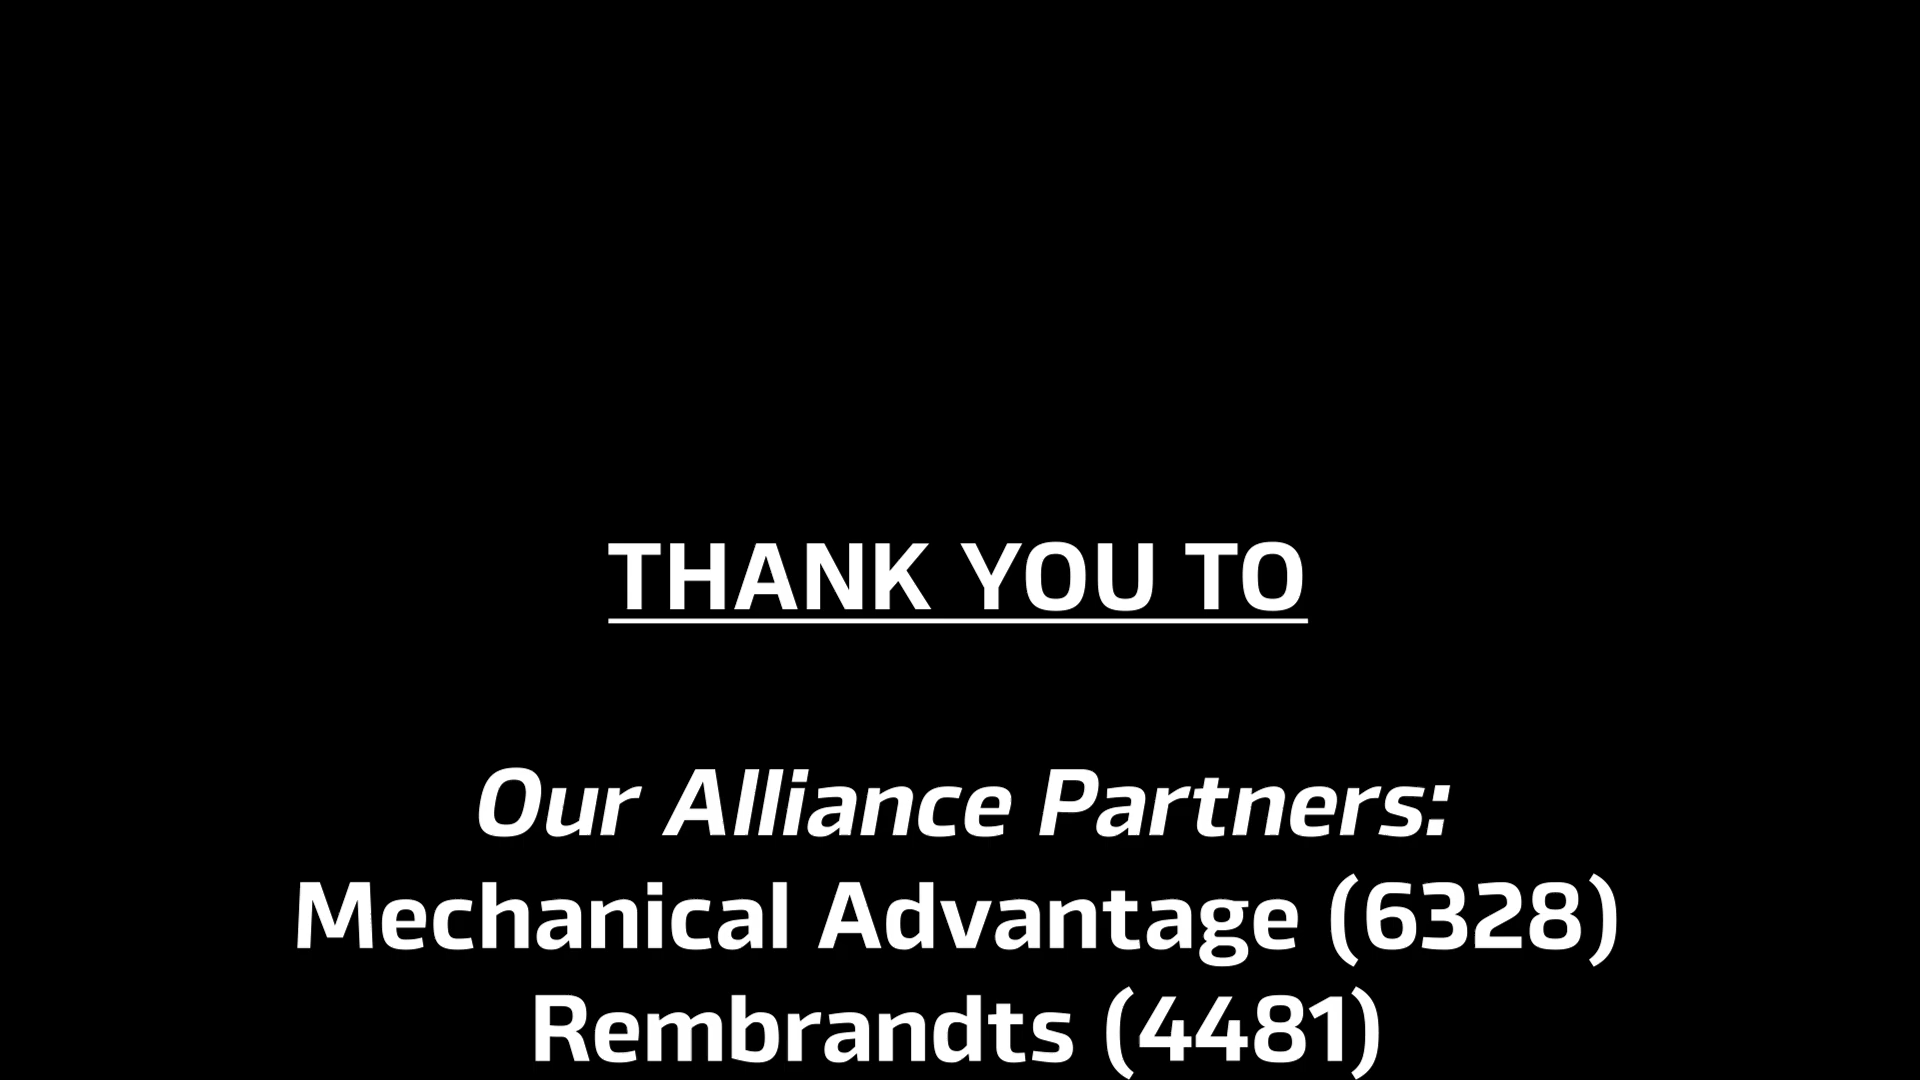 THANK YOU TO
Our Alliance Partners:
Mechanical Advantage (6328)
Rembrandts (4481)